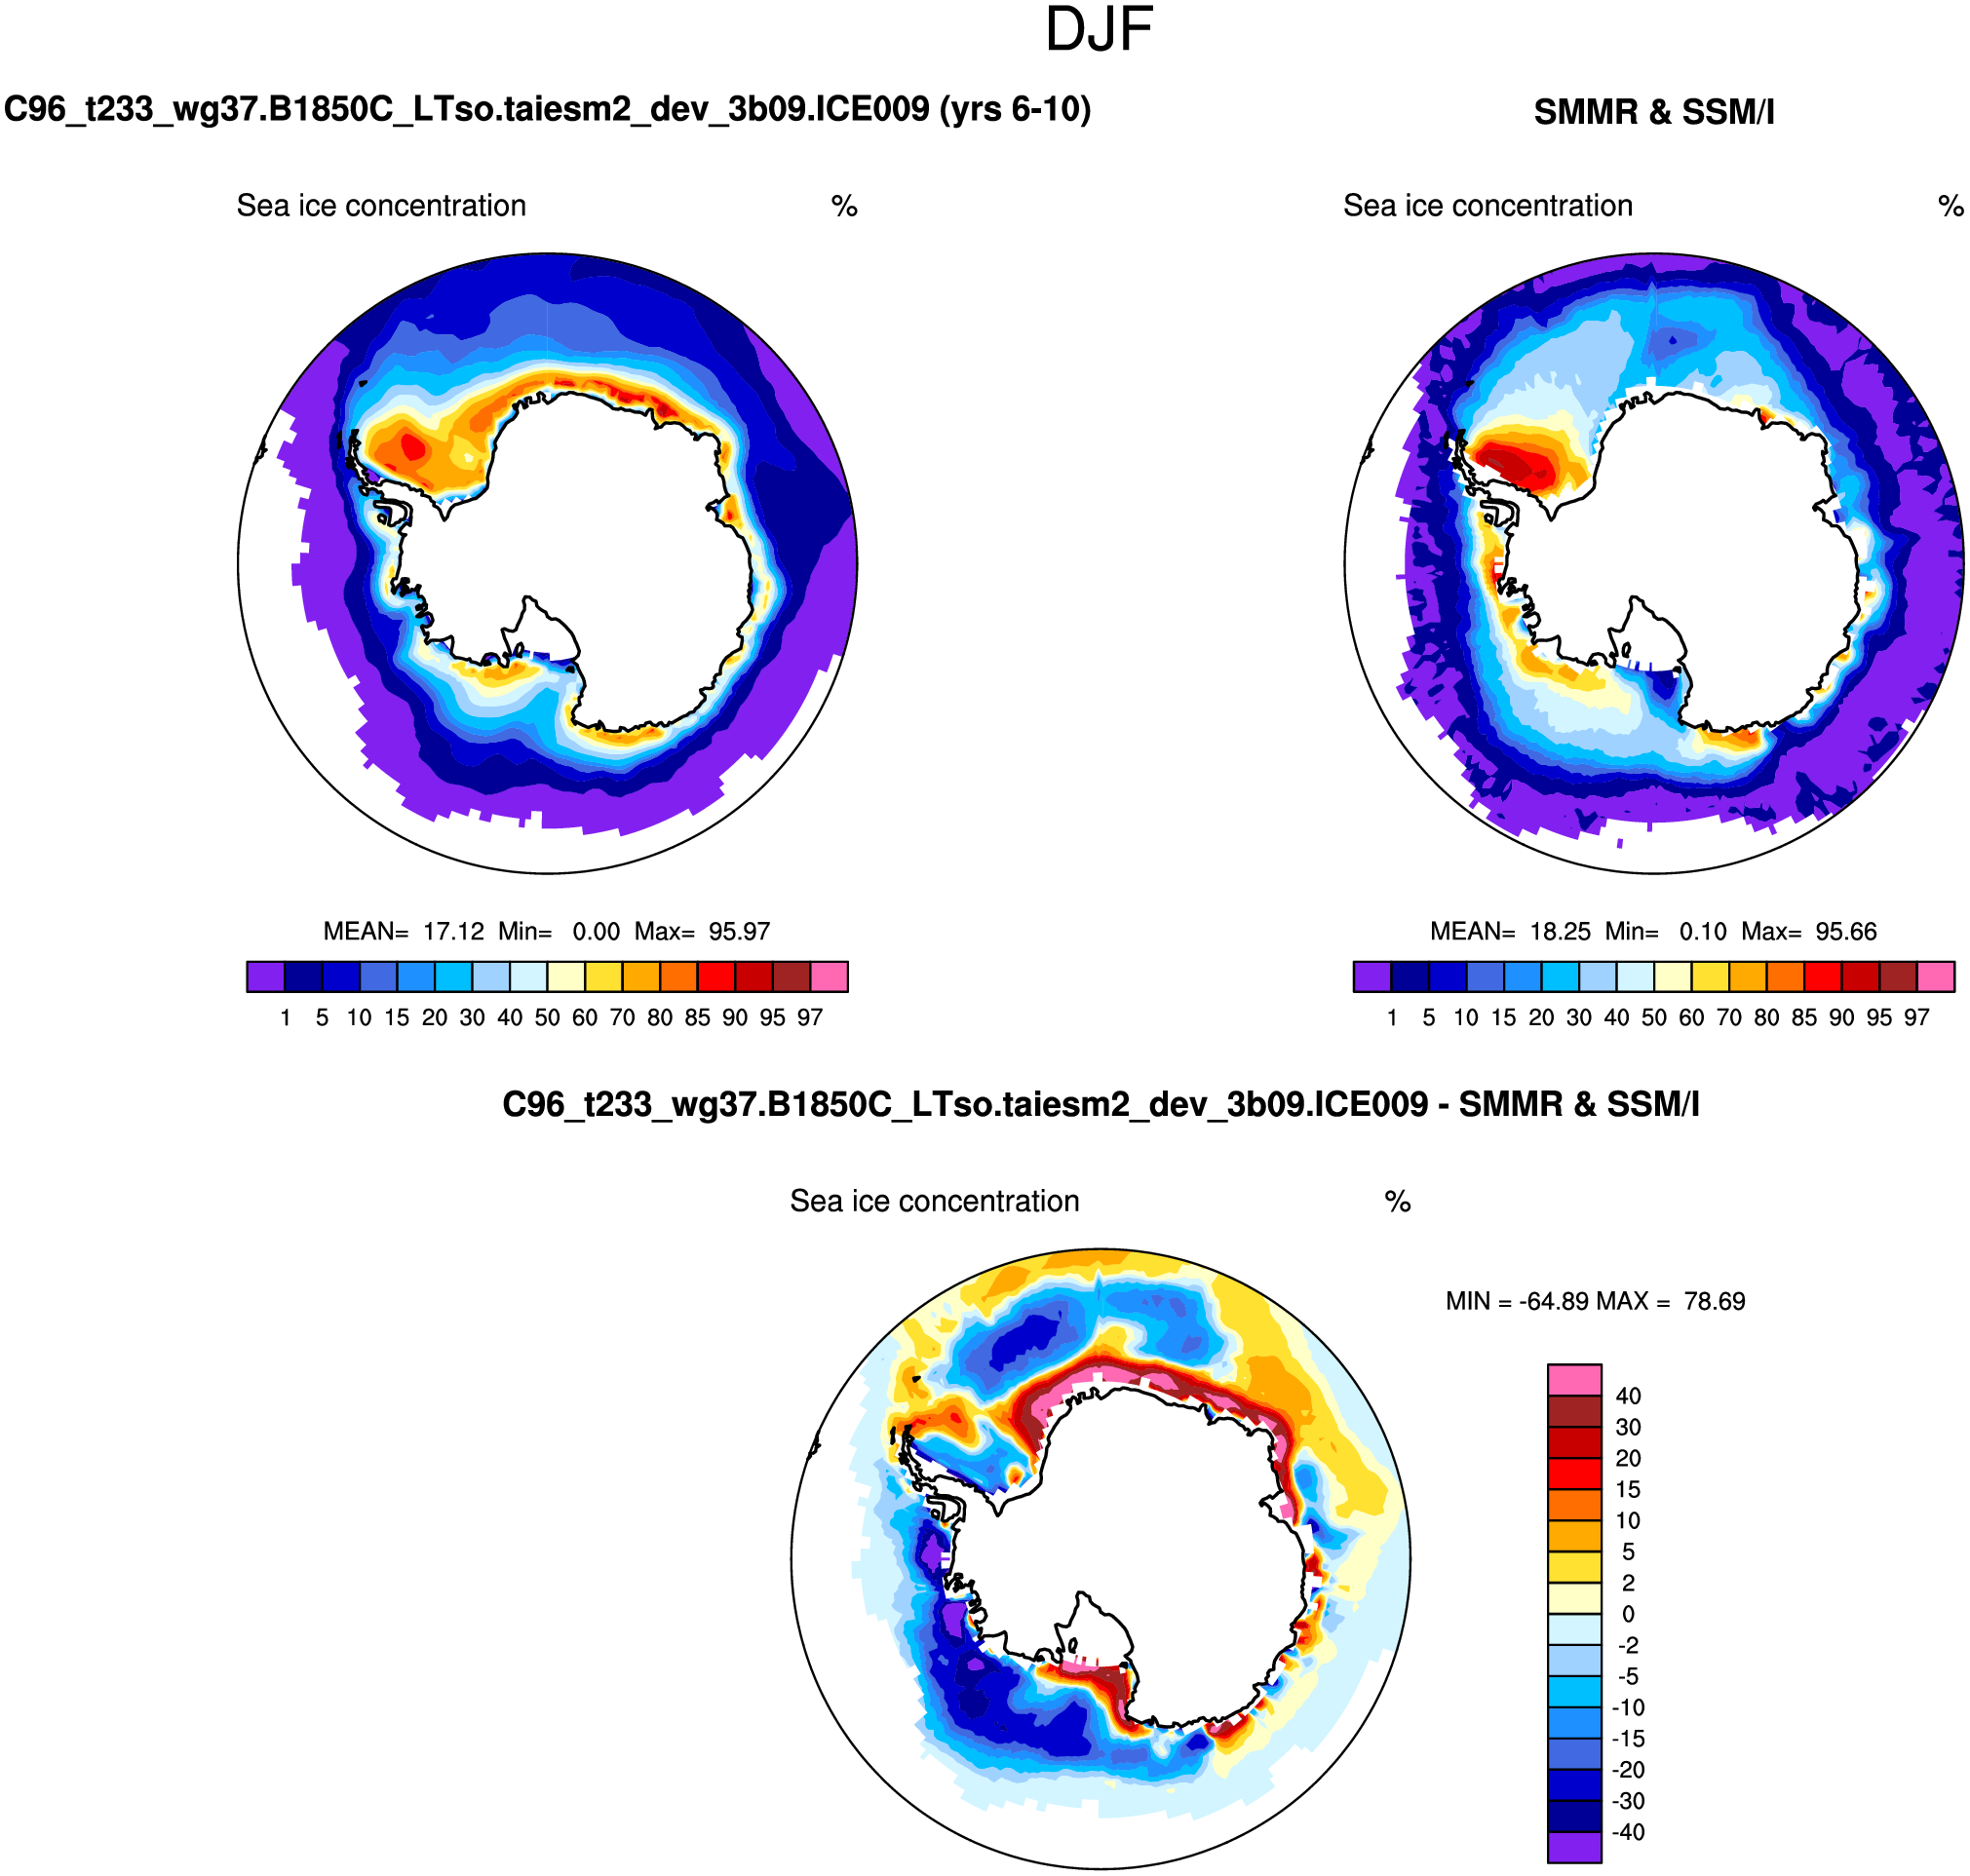 DJF
C96_t233_wg37.B1850C_LTso.taiesm2_dev_3b09.ICE009 (yrs 6-10)
SMMR & SSM/I
Sea ice concentration %
Sea ice concentration %
MEAN= 17.12 Min= 0.00 Max= 95.97
MEAN= 18.25 Min= 0.10 Max= 95.66
1 5 10 15 20 30 40 50 60 70 80 85 90 95 97
1 5 10 15 20 30 40 50 60 70 80 85 90 95 97
C96_t233_wg37.B1850C_LTso.taiesm2_dev_3b09.ICE009 - SMMR & SSM/I
Sea ice concentration %
MIN = -64.89 MAX = 78.69
40
30
20
15
10
5
2
0
-2
-5
-10
-15
-20
-30
-40